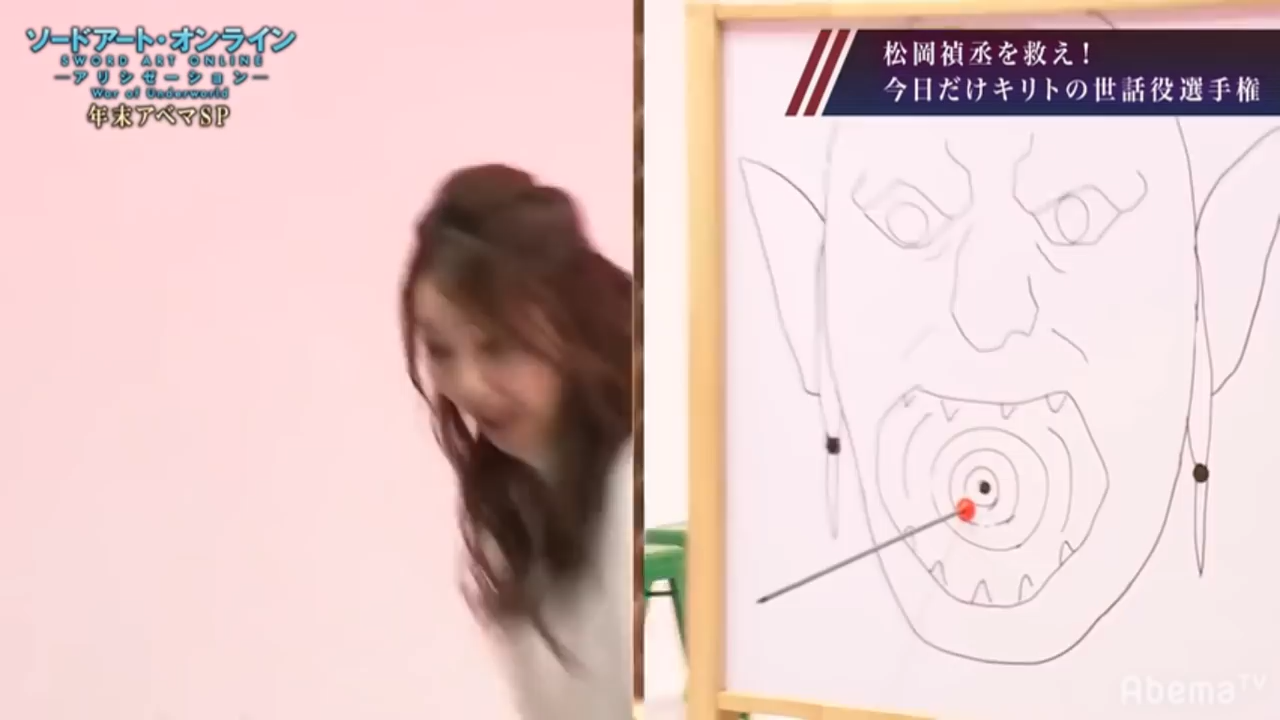 ソードアート・オンライン
SWORD ART ONLINE
ーアリシゼーションー
War of Underworld
年末アベマSP
松岡禎丞を救え!
今日だけキリトの世話役選手権
AbemaTV